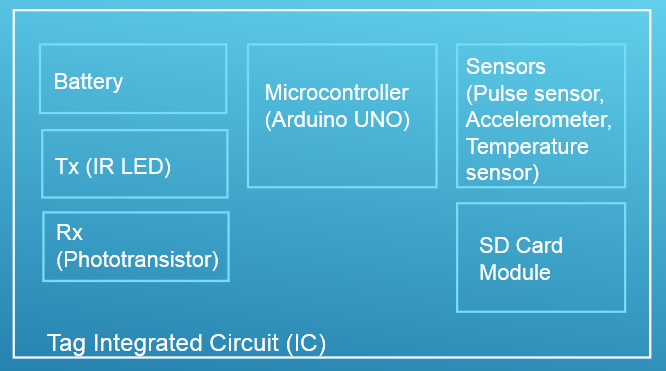 Battery
Tx (IR LED)
Rx
(Phototransistor)
Microcontroller
(Arduino UNO)
Sensors
(Pulse sensor,
Accelerometer,
Temperature
sensor)
SD Card
Module
Tag Integrated Circuit (IC)